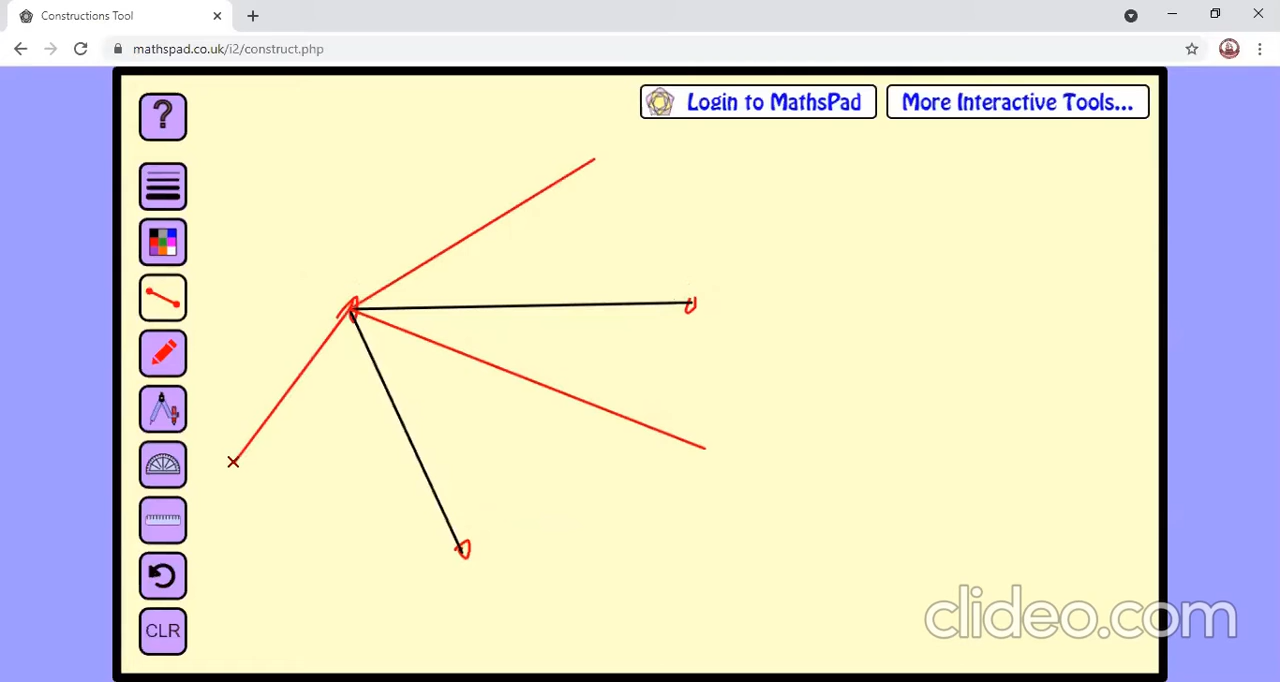 Constructions Tool
mathspad.co.uk/i2/construct.php
?
Login to MathsPad
More Interactive Tools...
CLR
clideo.com